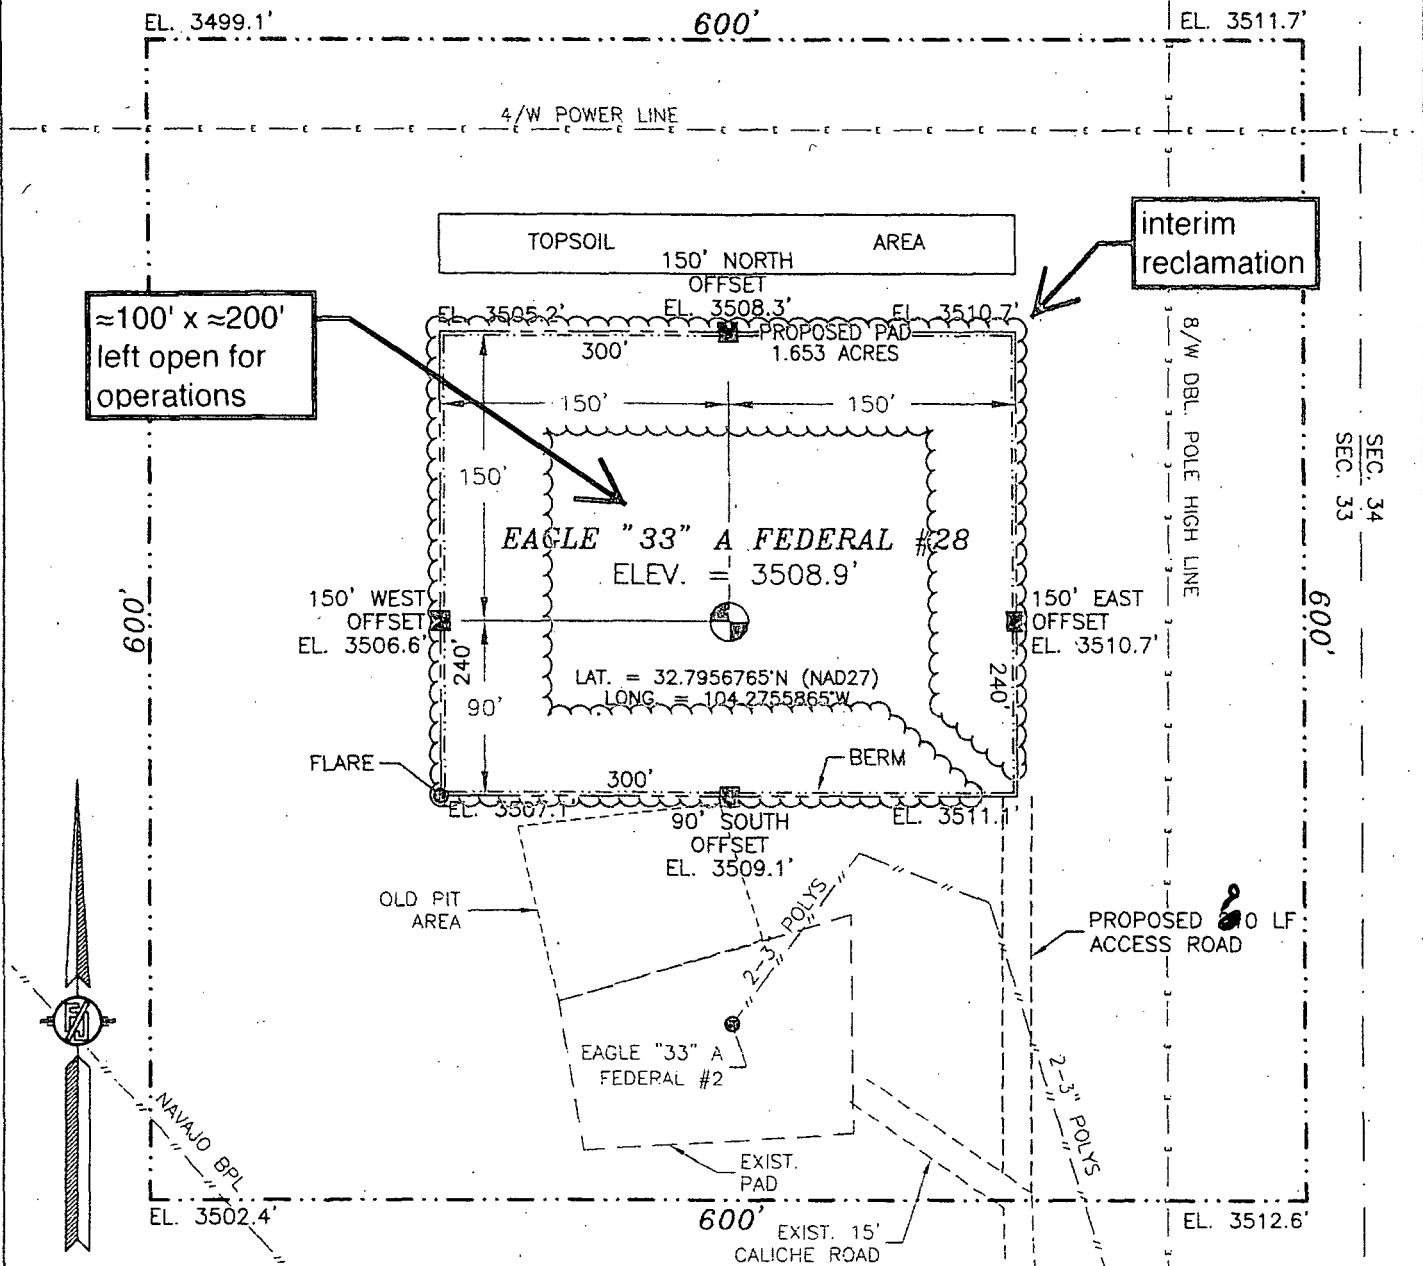 EL. 3499.1'
600'
EL. 3511.7'
4/W POWER LINE
TOPSOIL AREA
150' NORTH
OFFSET
EL. 3508.3'
interim
reclamation
≈100' x ≈200'
left open for
operations
EL. 3505.2'
EL. 3510.7'
PROPOSED PAD
1.653 ACRES
300'
150'
150'
150'
8/W DBL. POLE HIGH LINE
SEC. 34
SEC. 33
EAGLE "33" A FEDERAL #28
ELEV. = 3508.9'
150' WEST
OFFSET
EL. 3506.6'
150' EAST
OFFSET
EL. 3510.7'
600'
600'
240'
90'
240'
LAT. = 32.7956765°N (NAD27)
LONG. = 104.2755865°W
FLARE
300'
BERM
EL. 3507.1'
EL. 3511.1'
90' SOUTH
OFFSET
EL. 3509.1'
OLD PIT
AREA
2-3" POLYS
PROPOSED 0 LF
ACCESS ROAD
EAGLE "33" A
FEDERAL #2
2-3" POLYS
NAVAJO BPL
EXIST.
PAD
EL. 3502.4'
600'
EXIST. 15'
CALICHE ROAD
EL. 3512.6'